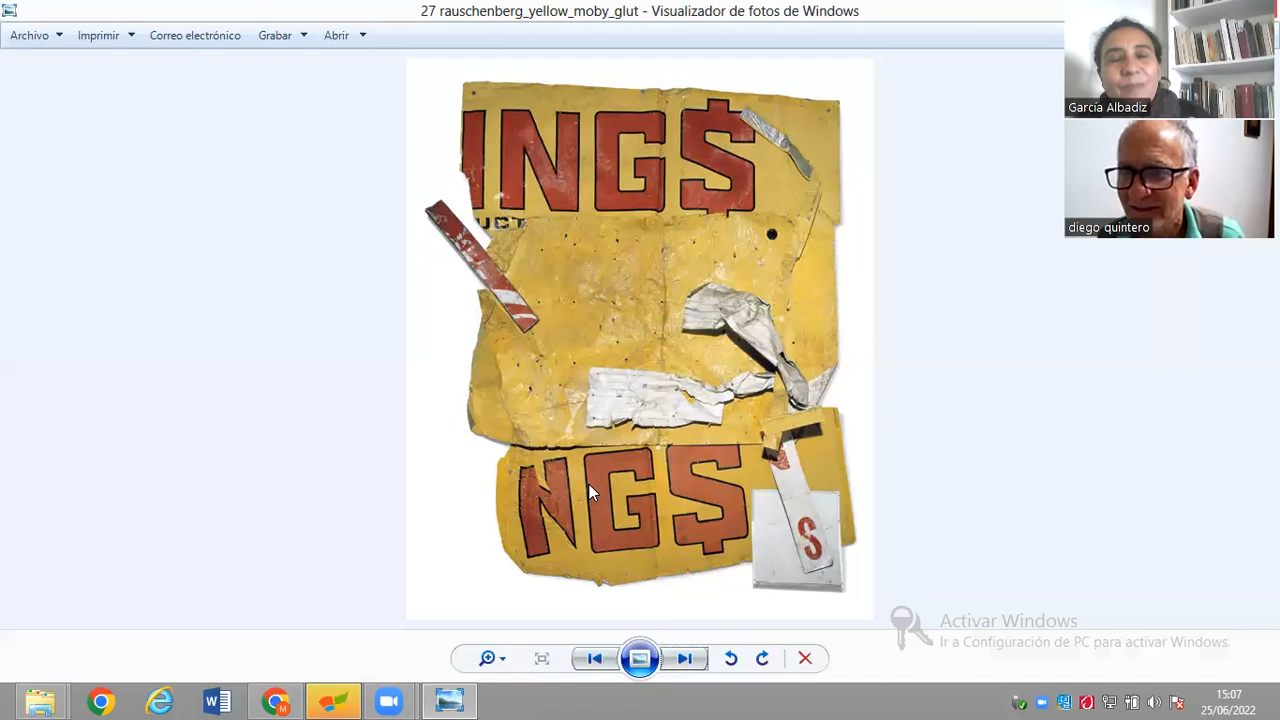 27 rauschenberg_yellow_moby_glut - Visualizador de fotos de Windows
Archivo Imprimir Correo electrónico Grabar Abrir
García Albadiz
diego quintero
INGS
UCT
NGS
S
Activar Windows
Ir a Configuración de PC para activar Windows.
15:07
25/06/2022